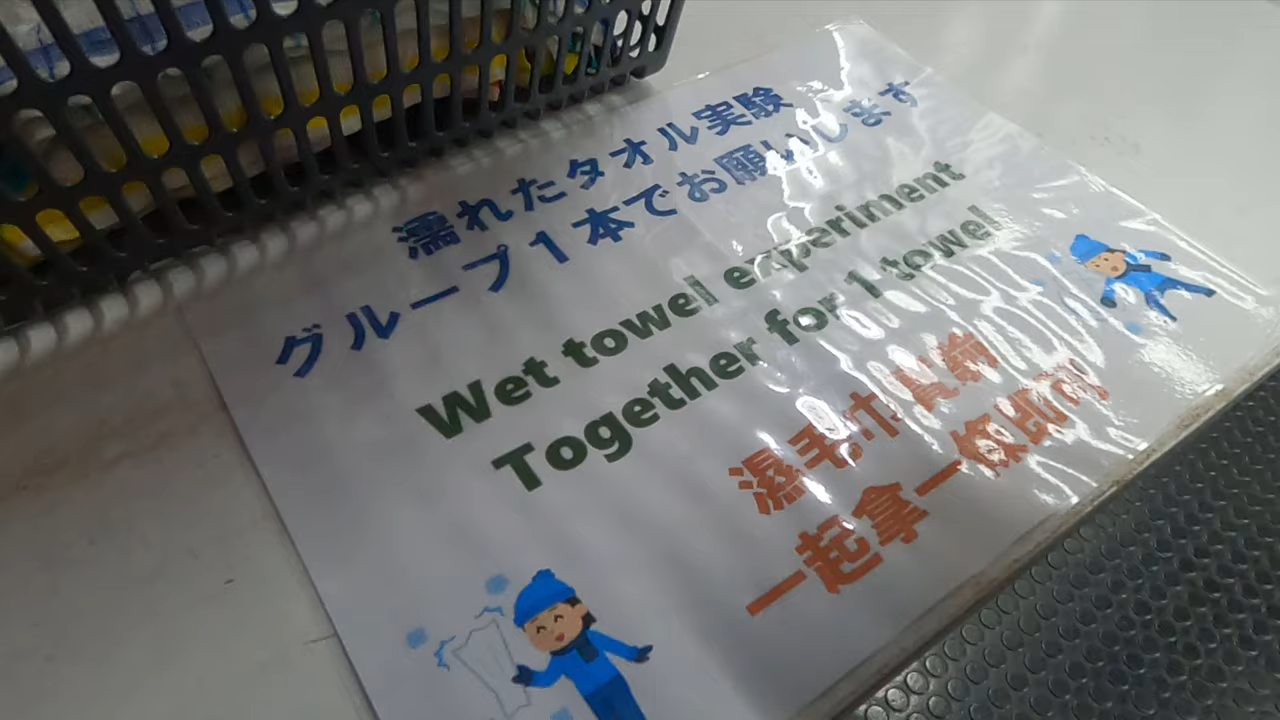 濡れたタオル実験
グループ1本でお願いします
Wet towel experiment
Together for 1 towel
濕毛巾實驗
一起拿一條即可